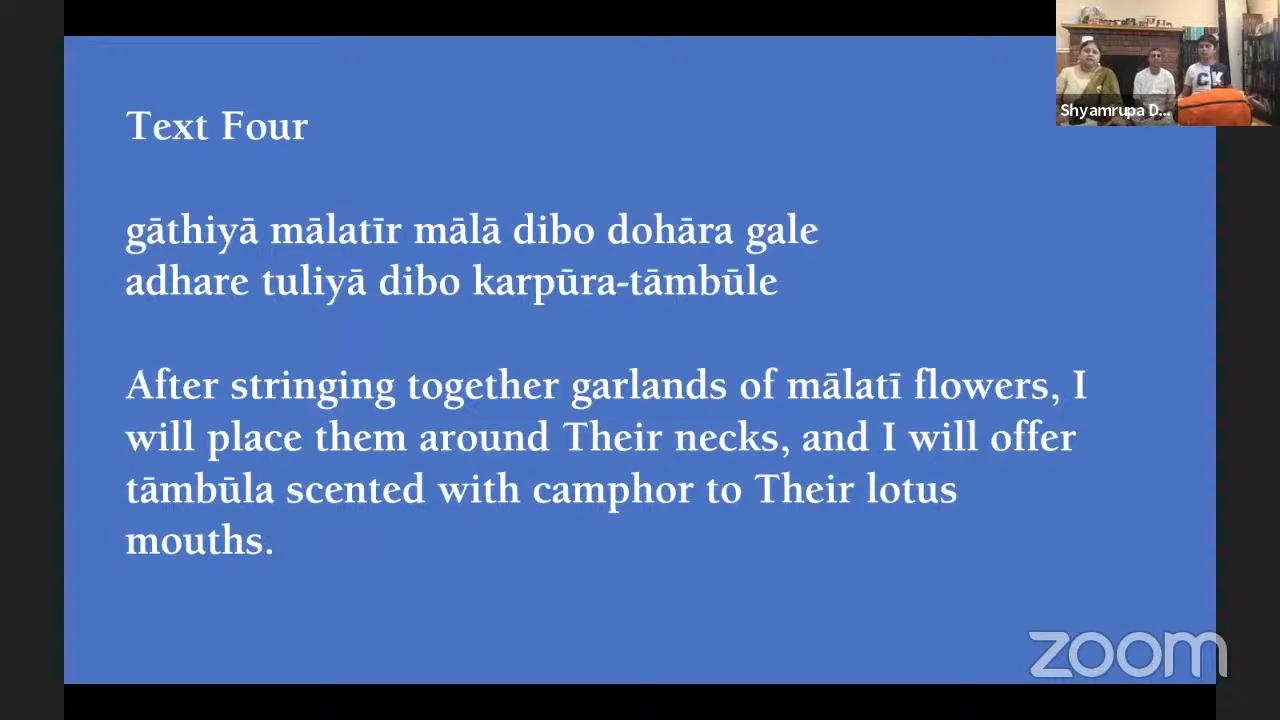 Text Four
gāthiyā mālatīr mālā dibo dohāra gale
adhare tuliyā dibo karpūra-tāmbūle
After stringing together garlands of mālatī flowers, I
will place them around Their necks, and I will offer
tāmbūla scented with camphor to Their lotus
mouths.
Shyamrupa D...
CK
zoom